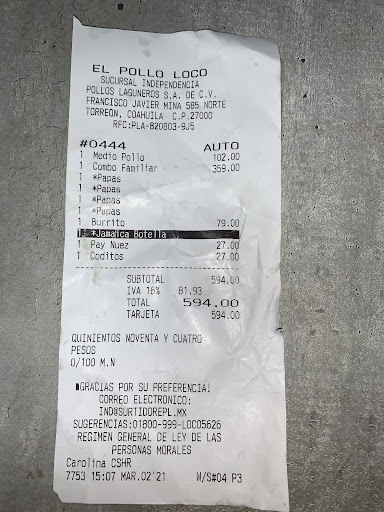 EL POLLO LOCO
SUCURSAL INDEPENDENCIA
POLLOS LAGUNEROS S.A. DE C.V.
FRANCISCO JAVIER MINA 585 NORTE
TORREON, COAHUILA C.P.27000
RFC:PLA-820803-9J5
#0444 AUTO
1 Medio Pollo 102.00
1 Combo Familiar 359.00
1 *Papas
1 *Papas
1 *Papas
1 *Papas
1 Burrito 79.00
1 *Jamaica Botella
1 Pay Nuez 27.00
1 Coditos 27.00
SUBTOTAL 594.00
IVA 16% 81.93
TOTAL 594.00
TARJETA 594.00
QUINIENTOS NOVENTA Y CUATRO
PESOS
0/100 M.N
GRACIAS POR SU PREFERENCIA!
CORREO ELECTRONICO:
IND@SURTIDOREPL.MX
SUGERENCIAS:01800-999-LOCO5626
REGIMEN GENERAL DE LEY DE LAS
PERSONAS MORALES
Carolina CSHR
7753 15:07 MAR.02'21 W/S#04 P3